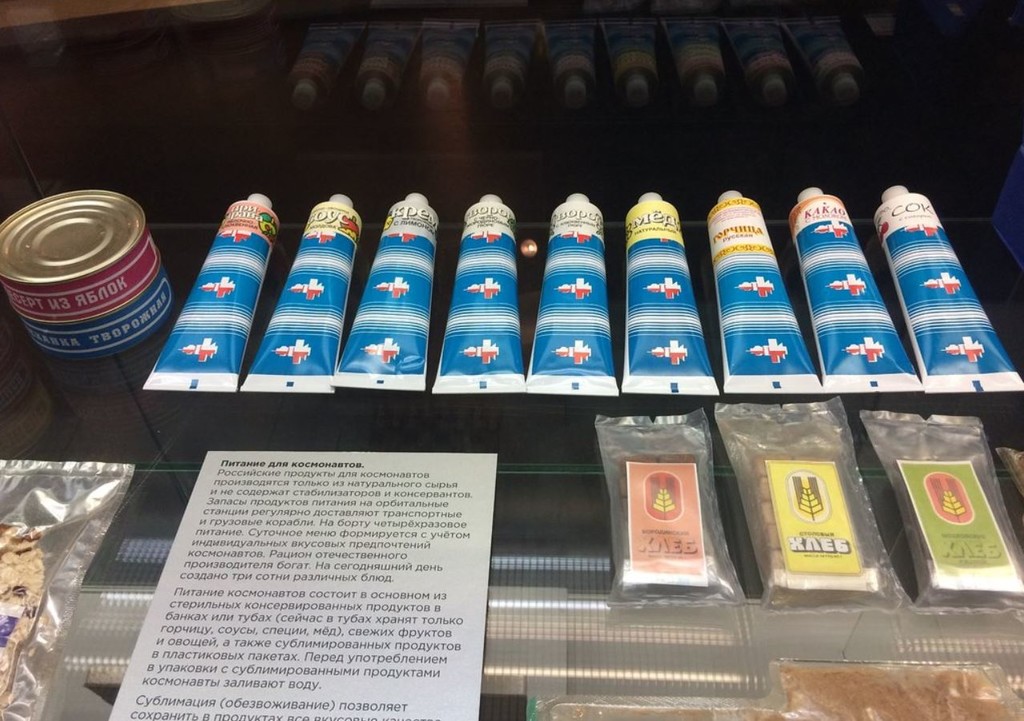 СЕРТ ИЗ ЯБЛОК
КАНКА ТВОРОЖНАЯ
С ЛИМОНО
МЁД
НАТУРАЛЬН
ГОРЧИЦА
Русская
КАКАО
СОК
ХЛЕБ
СТОЛОВЫЙ
ХЛЕБ
ХЛЕБ
Питание для космонавтов.
Российские продукты для космонавтов
производятся только из натурального сырья
и не содержат стабилизаторов и консервантов.
Запасы продуктов питания на орбитальные
станции регулярно доставляют транспортные
и грузовые корабли. На борту четырёхразовое
питание. Суточное меню формируется с учётом
индивидуальных вкусовых предпочтений
космонавтов. Рацион отечественного
производителя богат. На сегодняшний день
создано три сотни различных блюд.
Питание космонавтов состоит в основном из
стерильных консервированных продуктов в
банках или тубах (сейчас в тубах хранят только
горчицу, соусы, специи, мёд), свежих фруктов
и овощей, а также сублимированных продуктов
в пластиковых пакетах. Перед употреблением
в упаковки с сублимированными продуктами
космонавты заливают воду.
Сублимация (обезвоживание) позволяет
сохранить в продуктах все вкусовые качества